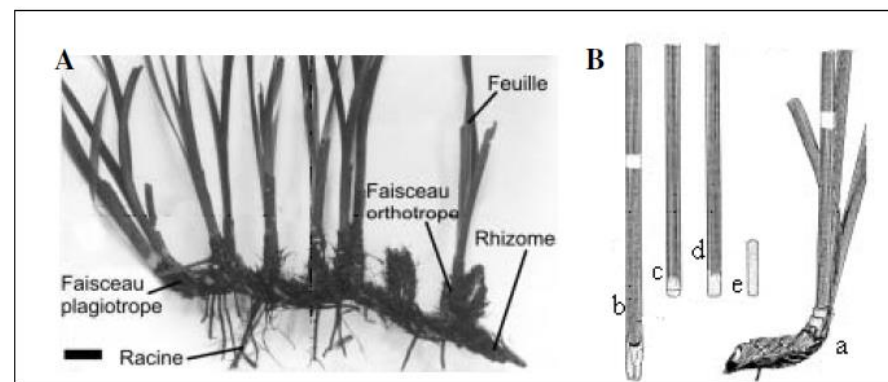 A
Feuille
Faisceau
orthotrope
Rhizome
Faisceau
plagiotrope
Racine
B
b
c
d
e
a